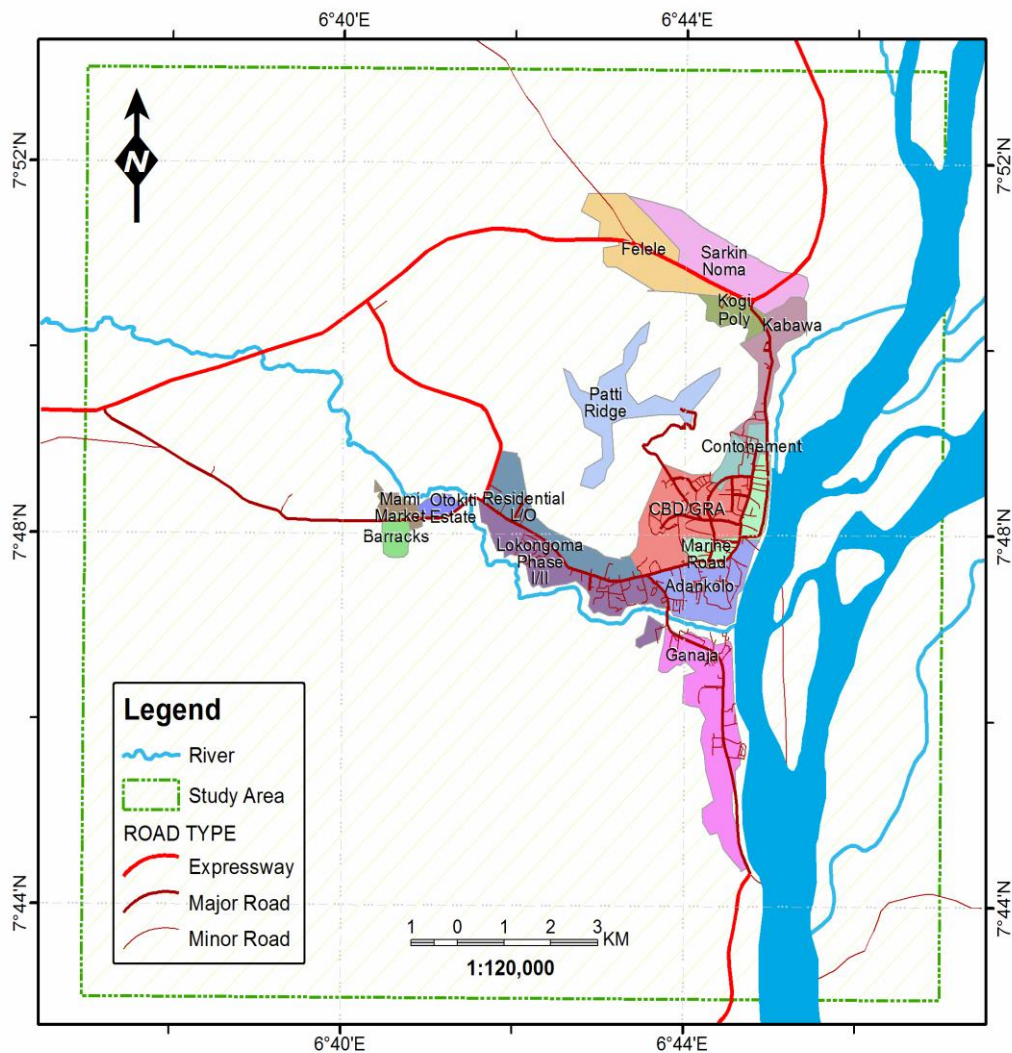 6°40'E
6°44'E
7°52'N
7°52'N
N
Felele
Sarkin
Noma
Kogi
Poly
Kabawa
Patti
Ridge
Contonement
Mami
Market
Otokiti
Estate
Residential
L/O
CBD/GRA
Barracks
Lokongoma
Phase
I/II
Marine
Road
Adankolo
7°48'N
7°48'N
Ganaja
Legend
River
Study Area
ROAD TYPE
Expressway
Major Road
Minor Road
7°44'N
7°44'N
1 0 1 2 3
KM
1:120,000
6°40'E
6°44'E